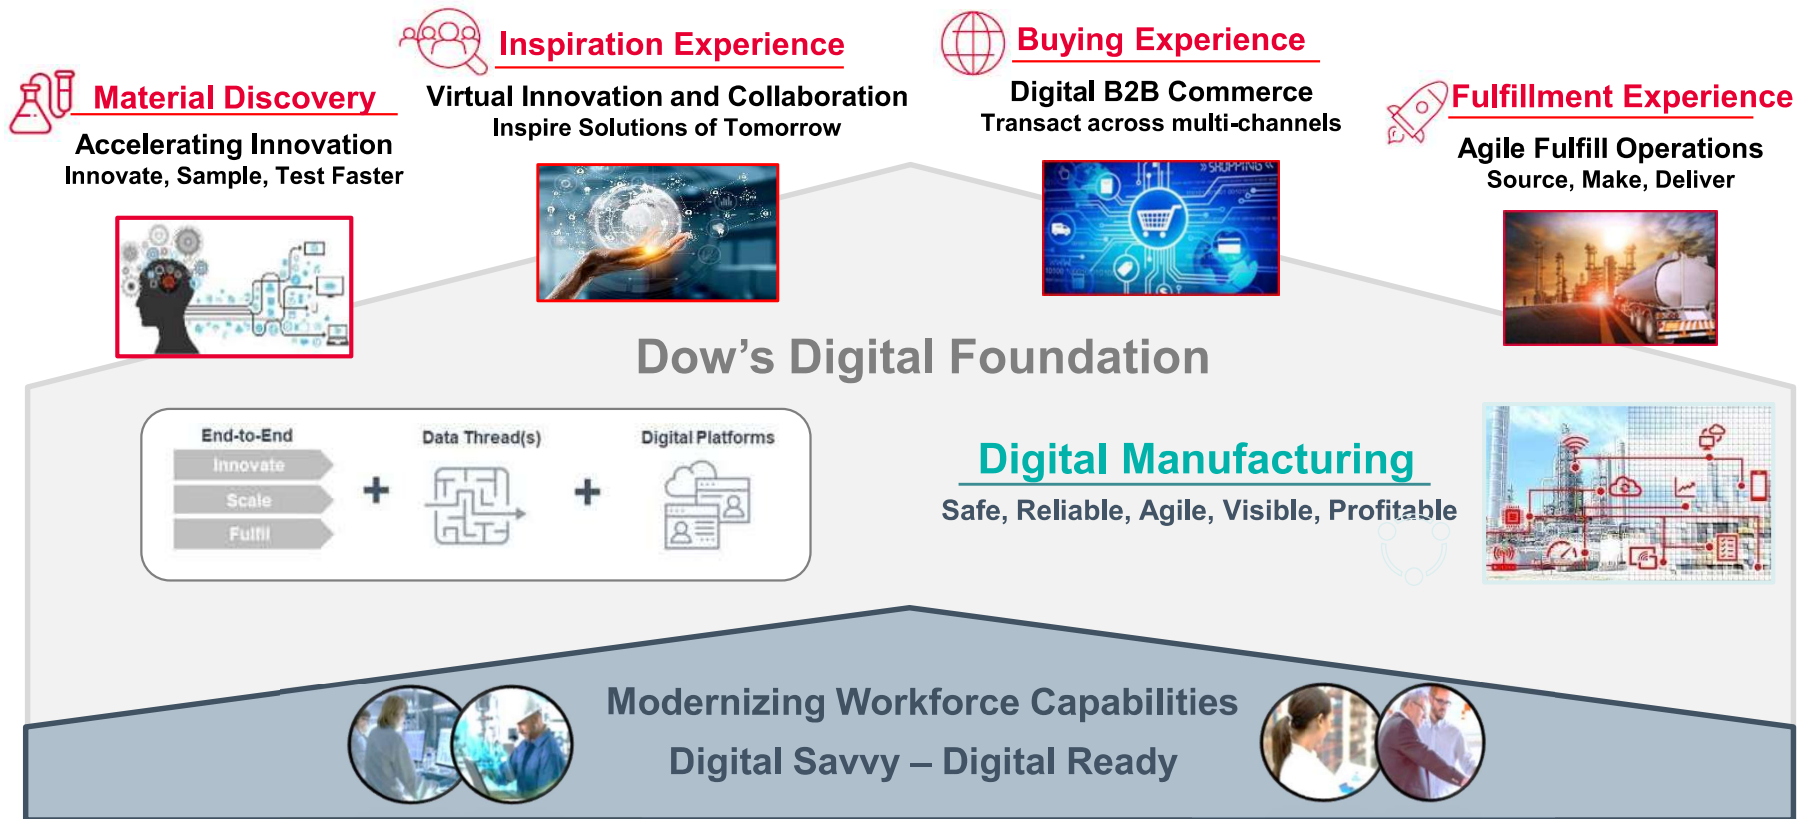 Material Discovery
Accelerating Innovation
Innovate, Sample, Test Faster
Inspiration Experience
Virtual Innovation and Collaboration
Inspire Solutions of Tomorrow
Buying Experience
Digital B2B Commerce
Transact across multi-channels
SHOPPING
Fulfillment Experience
Agile Fulfill Operations
Source, Make, Deliver
Dow's Digital Foundation
End-to-End
Innovate
Scale
Fulfil
+
Data Thread(s)
+
Digital Platforms
Digital Manufacturing
Safe, Reliable, Agile, Visible, Profitable
Modernizing Workforce Capabilities
Digital Savvy – Digital Ready